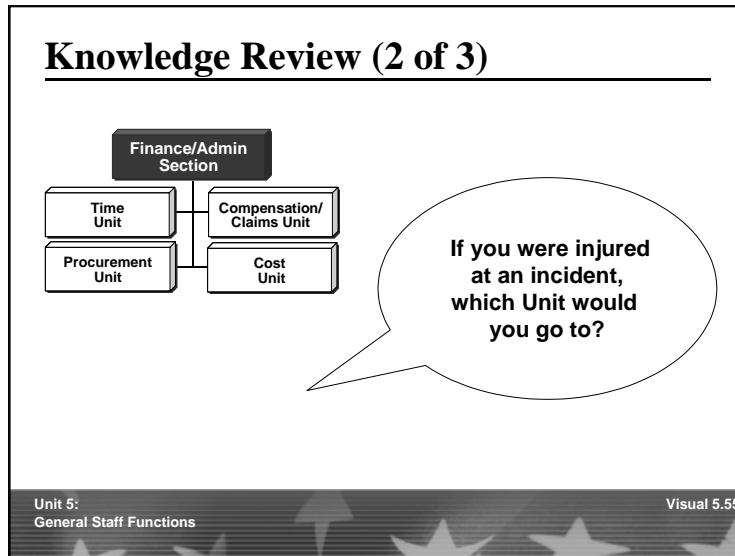 Knowledge Review (2 of 3)
Finance/Admin
Section
Time
Unit
Compensation/
Claims Unit
Procurement
Unit
Cost
Unit
If you were injured
at an incident,
which Unit would
you go to?
Unit 5:
General Staff Functions
Visual 5.55